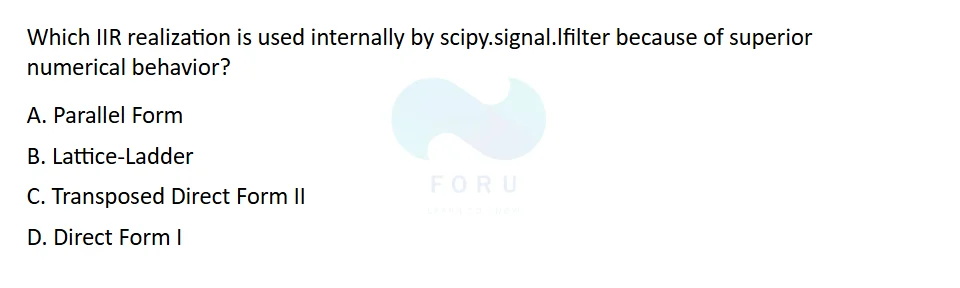 Which IIR realization is used internally by scipy.signal.lfilter because of superior
numerical behavior?
A. Parallel Form
B. Lattice-Ladder
FORU
C. Transposed Direct Form II
D. Direct Form I